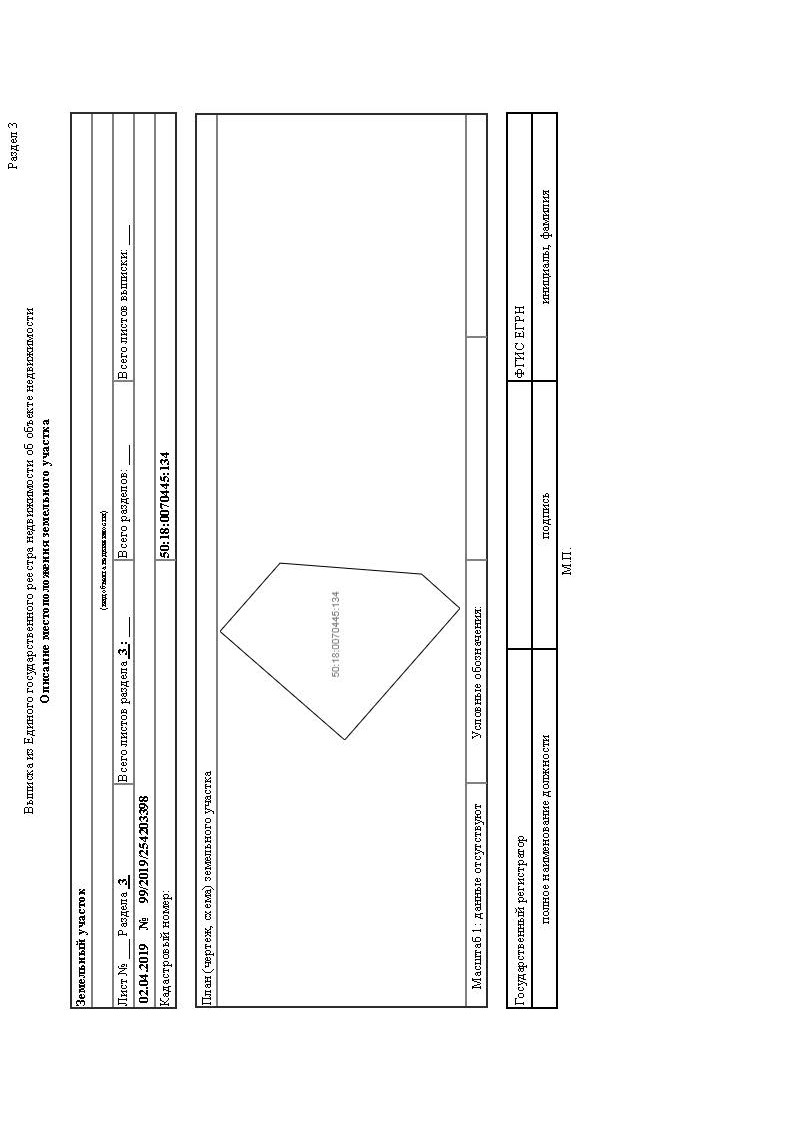 Раздел 3
Выписка из Единого государственного реестра недвижимости об объекте недвижимости
Описание местоположения земельного участка
Земельный участок
(вид объекта недвижимости)
Лист № ___ Раздела 3 Всего листов раздела 3 : ___ Всего разделов: ___ Всего листов выписки: ___
02.04.2019 № 99/2019/254203398
Кадастровый номер: 50:18:0070445:134
План (чертеж, схема) земельного участка
50:18:0070445:134
Масштаб 1: данные отсутствуют Условные обозначения:
Государственный регистратор ФГИС ЕГРН
полное наименование должности подпись инициалы, фамилия
М.П.